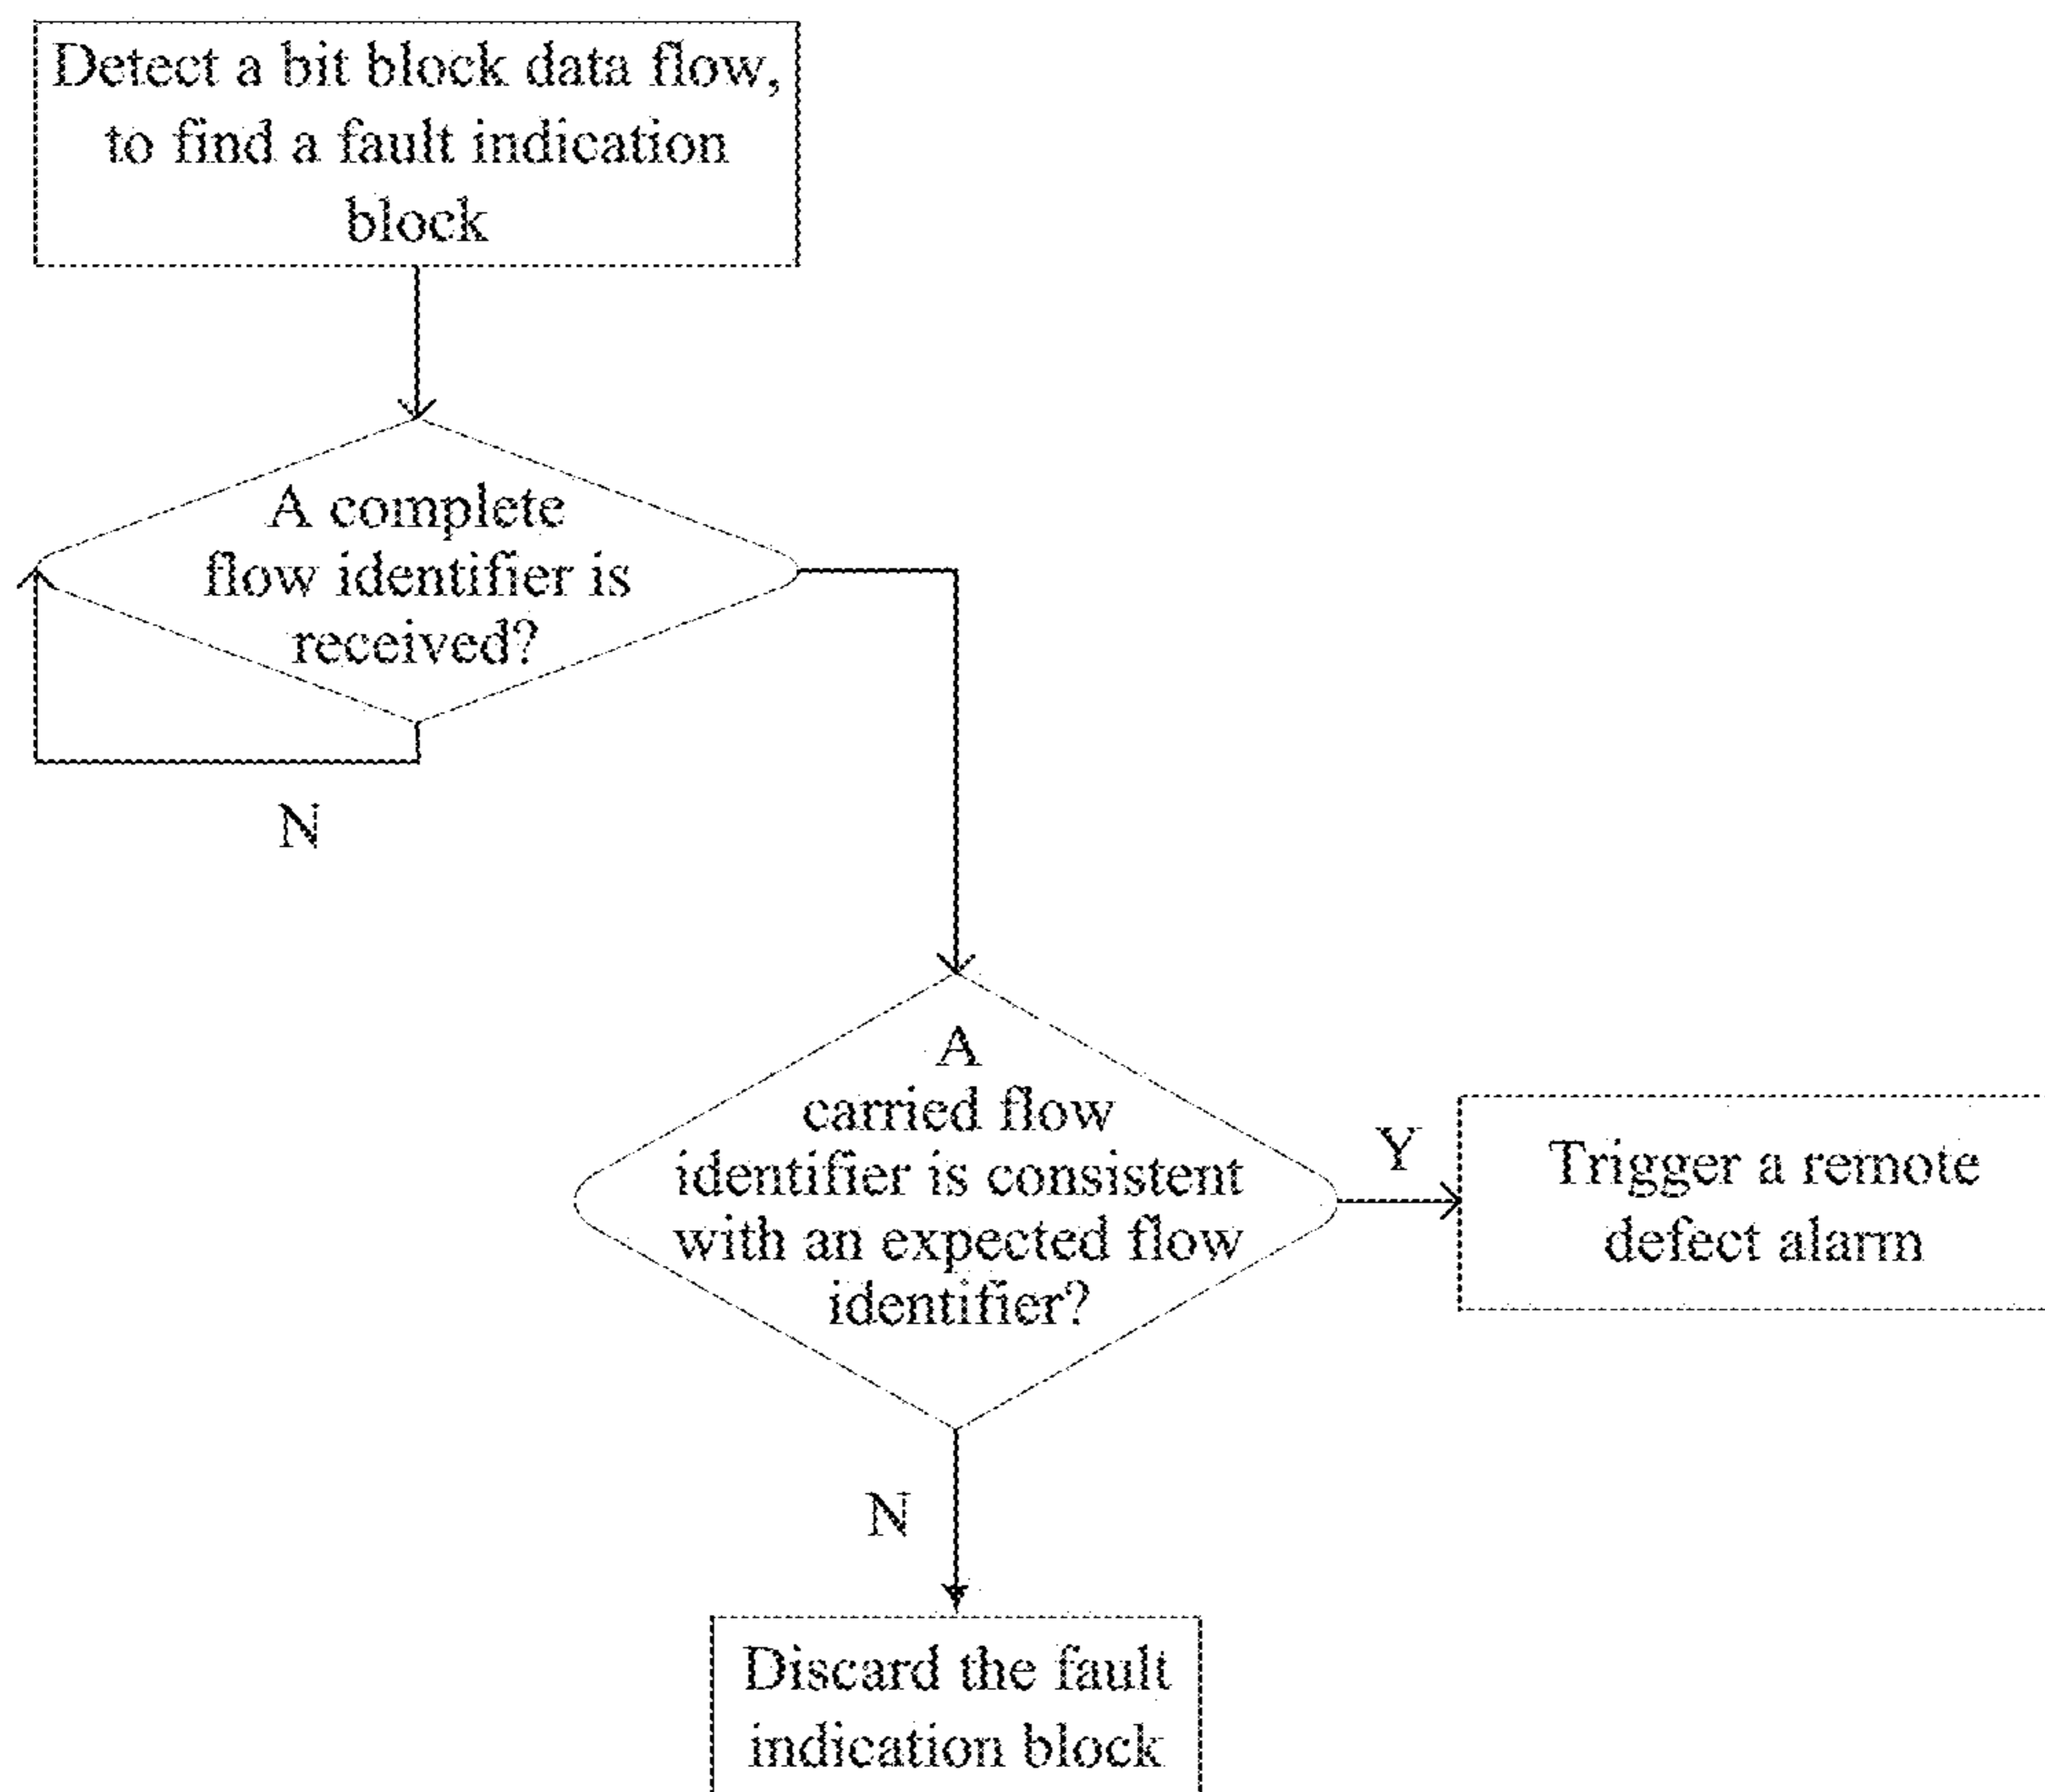 Detect a bit block data flow,
to find a fault indication
block
A complete
flow identifier is
received?
N
A
carried flow
identifier is consistent
with an expected flow
identifier?
Y
Trigger a remote
defect alarm
N
Discard the fault
indication block